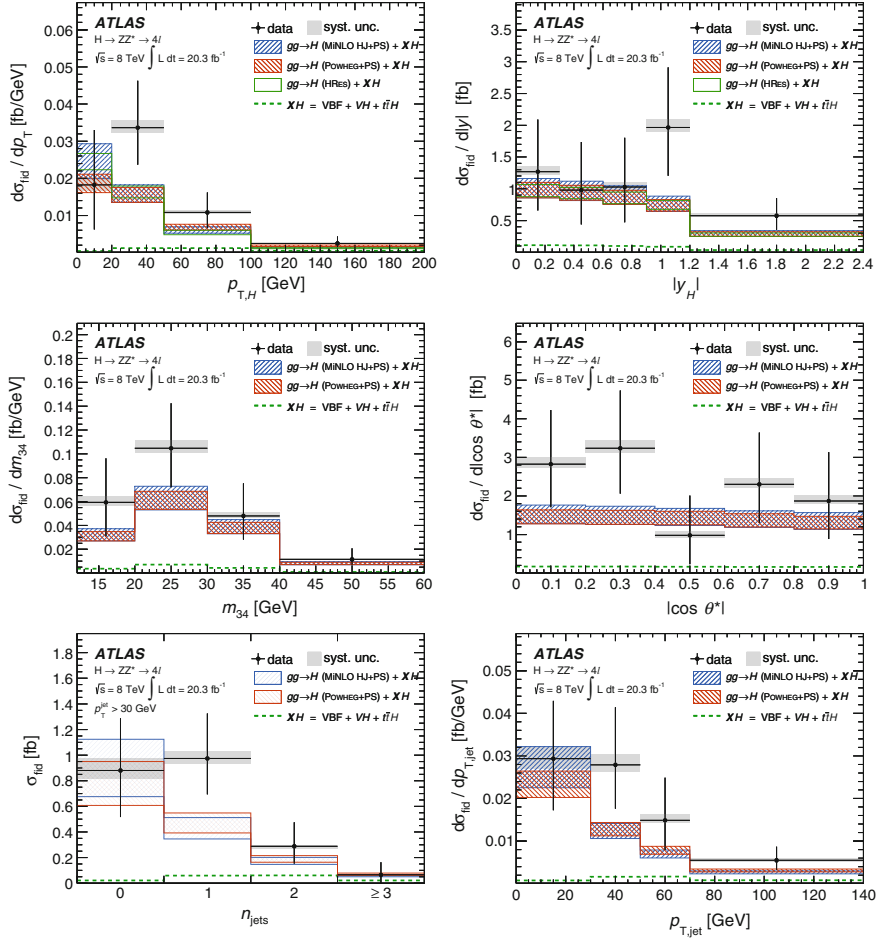 ATLAS
H → ZZ* → 4l
√s = 8 TeV ∫ L dt = 20.3 fb⁻¹
data
syst. unc.
gg→H (MiNLO HJ+PS) + XH
gg→H (POWHEG+PS) + XH
gg→H (HRES) + XH
XH = VBF + VH + tt̄H
dσ_fid / dp_T [fb/GeV]
0.06
0.05
0.04
0.03
0.02
0.01
0 20 40 60 80 100 120 140 160 180 200
p_T,H [GeV]
ATLAS
H → ZZ* → 4l
√s = 8 TeV ∫ L dt = 20.3 fb⁻¹
data
syst. unc.
gg→H (MiNLO HJ+PS) + XH
gg→H (POWHEG+PS) + XH
gg→H (HRES) + XH
XH = VBF + VH + tt̄H
dσ_fid / d|y| [fb]
3.5
3
2.5
2
1.5
1
0.5
0 0.2 0.4 0.6 0.8 1 1.2 1.4 1.6 1.8 2 2.2 2.4
|y_H|
ATLAS
H → ZZ* → 4l
√s = 8 TeV ∫ L dt = 20.3 fb⁻¹
data
syst. unc.
gg→H (MiNLO HJ+PS) + XH
gg→H (POWHEG+PS) + XH
XH = VBF + VH + tt̄H
dσ_fid / dm_34 [fb/GeV]
0.2
0.18
0.16
0.14
0.12
0.1
0.08
0.06
0.04
0.02
15 20 25 30 35 40 45 50 55 60
m_34 [GeV]
ATLAS
H → ZZ* → 4l
√s = 8 TeV ∫ L dt = 20.3 fb⁻¹
data
syst. unc.
gg→H (MiNLO HJ+PS) + XH
gg→H (POWHEG+PS) + XH
XH = VBF + VH + tt̄H
dσ_fid / d|cos θ*| [fb]
6
5
4
3
2
1
0 0.1 0.2 0.3 0.4 0.5 0.6 0.7 0.8 0.9 1
|cos θ*|
ATLAS
H → ZZ* → 4l
√s = 8 TeV ∫ L dt = 20.3 fb⁻¹
p_T^jet > 30 GeV
data
syst. unc.
gg→H (MiNLO HJ+PS) + XH
gg→H (POWHEG+PS) + XH
XH = VBF + VH + tt̄H
σ_fid [fb]
1.8
1.6
1.4
1.2
1
0.8
0.6
0.4
0.2
0
0 1 2 ≥ 3
n_jets
ATLAS
H → ZZ* → 4l
√s = 8 TeV ∫ L dt = 20.3 fb⁻¹
data
syst. unc.
gg→H (MiNLO HJ+PS) + XH
gg→H (POWHEG+PS) + XH
XH = VBF + VH + tt̄H
dσ_fid / dp_T,jet [fb/GeV]
0.05
0.04
0.03
0.02
0.01
0 20 40 60 80 100 120 140
p_T,jet [GeV]